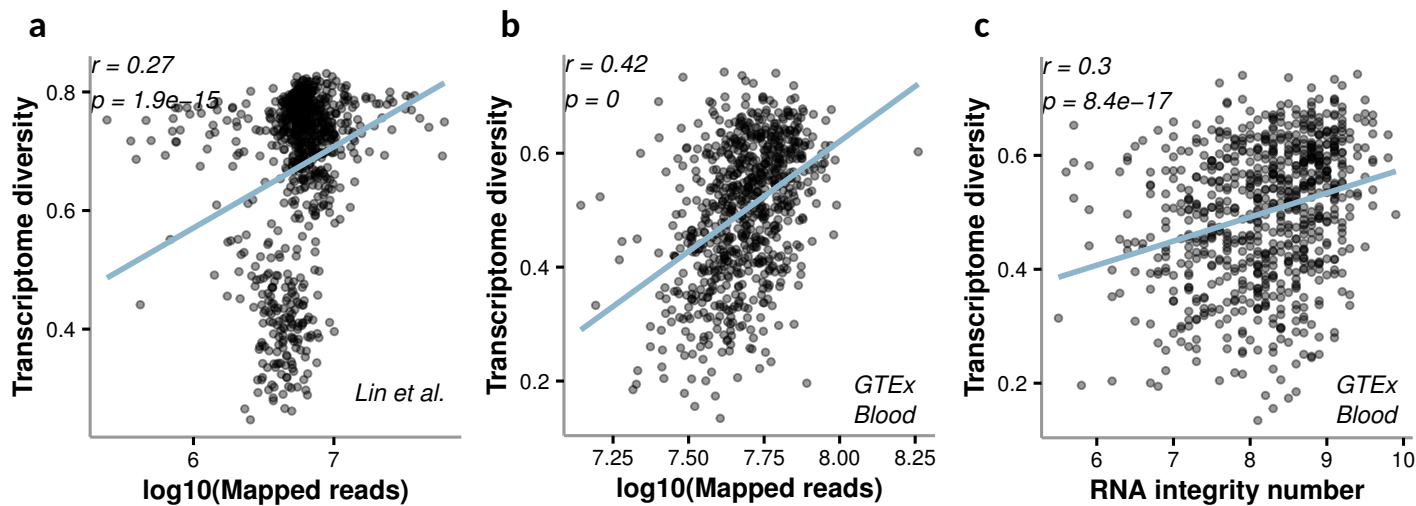 a
r = 0.27
p = 1.9e−15
Transcriptome diversity
0.8
0.6
0.4
Lin et al.
6
7
log10(Mapped reads)
b
r = 0.42
p = 0
Transcriptome diversity
0.6
0.4
0.2
GTEx
Blood
7.25
7.50
7.75
8.00
8.25
log10(Mapped reads)
c
r = 0.3
p = 8.4e−17
Transcriptome diversity
0.6
0.4
0.2
GTEx
Blood
6
7
8
9
10
RNA integrity number